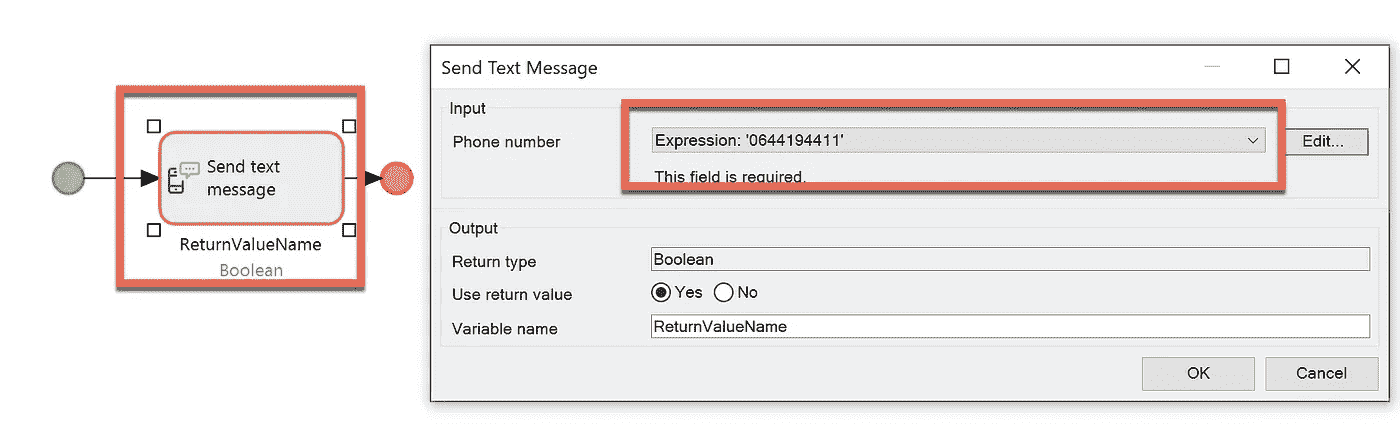 Send text
message
ReturnValueName
Boolean
Send Text Message
Input
Phone number
Expression: '0644194411'
Edit...
This field is required.
Output
Return type
Boolean
Use return value
Yes
No
Variable name
ReturnValueName
OK
Cancel